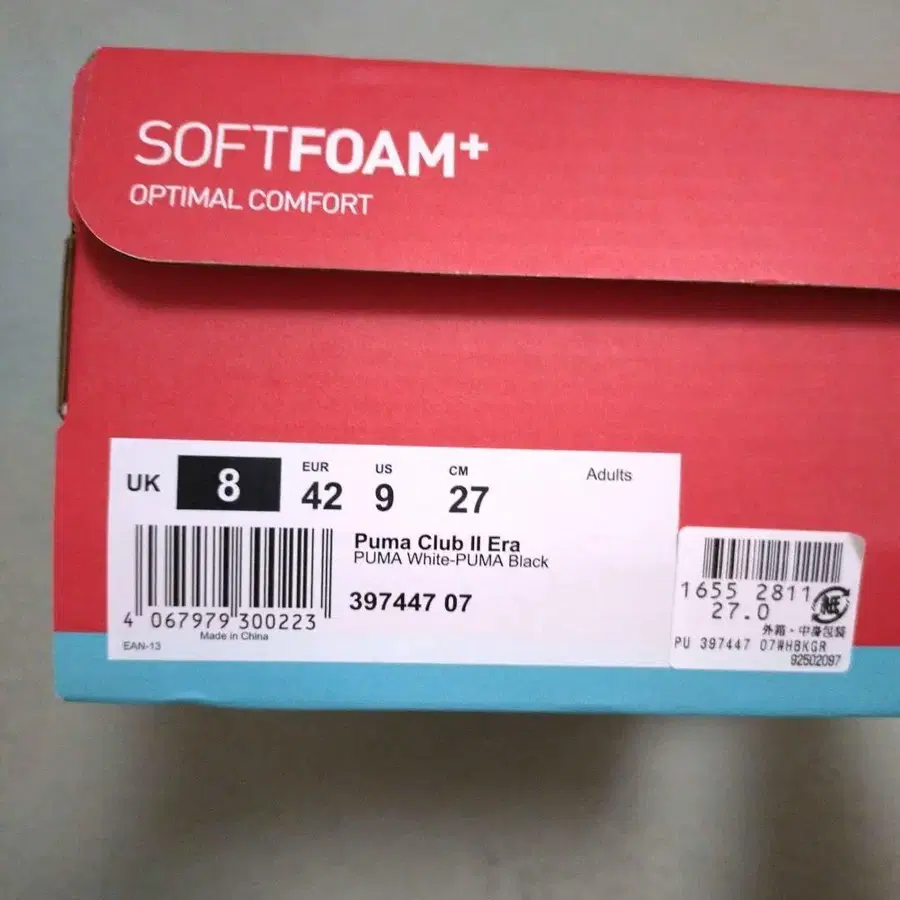 SOFTFOAM+
OPTIMAL COMFORT
UK 8 EUR 42 US 9 CM 27 Adults
Puma Club II Era
PUMA White-PUMA Black
397447 07
4 067979 300223
Made in China
EAN-13
1655 2811
27.0
紙
外箱・中身包装
PU 397447 07WHBKGR
92502097